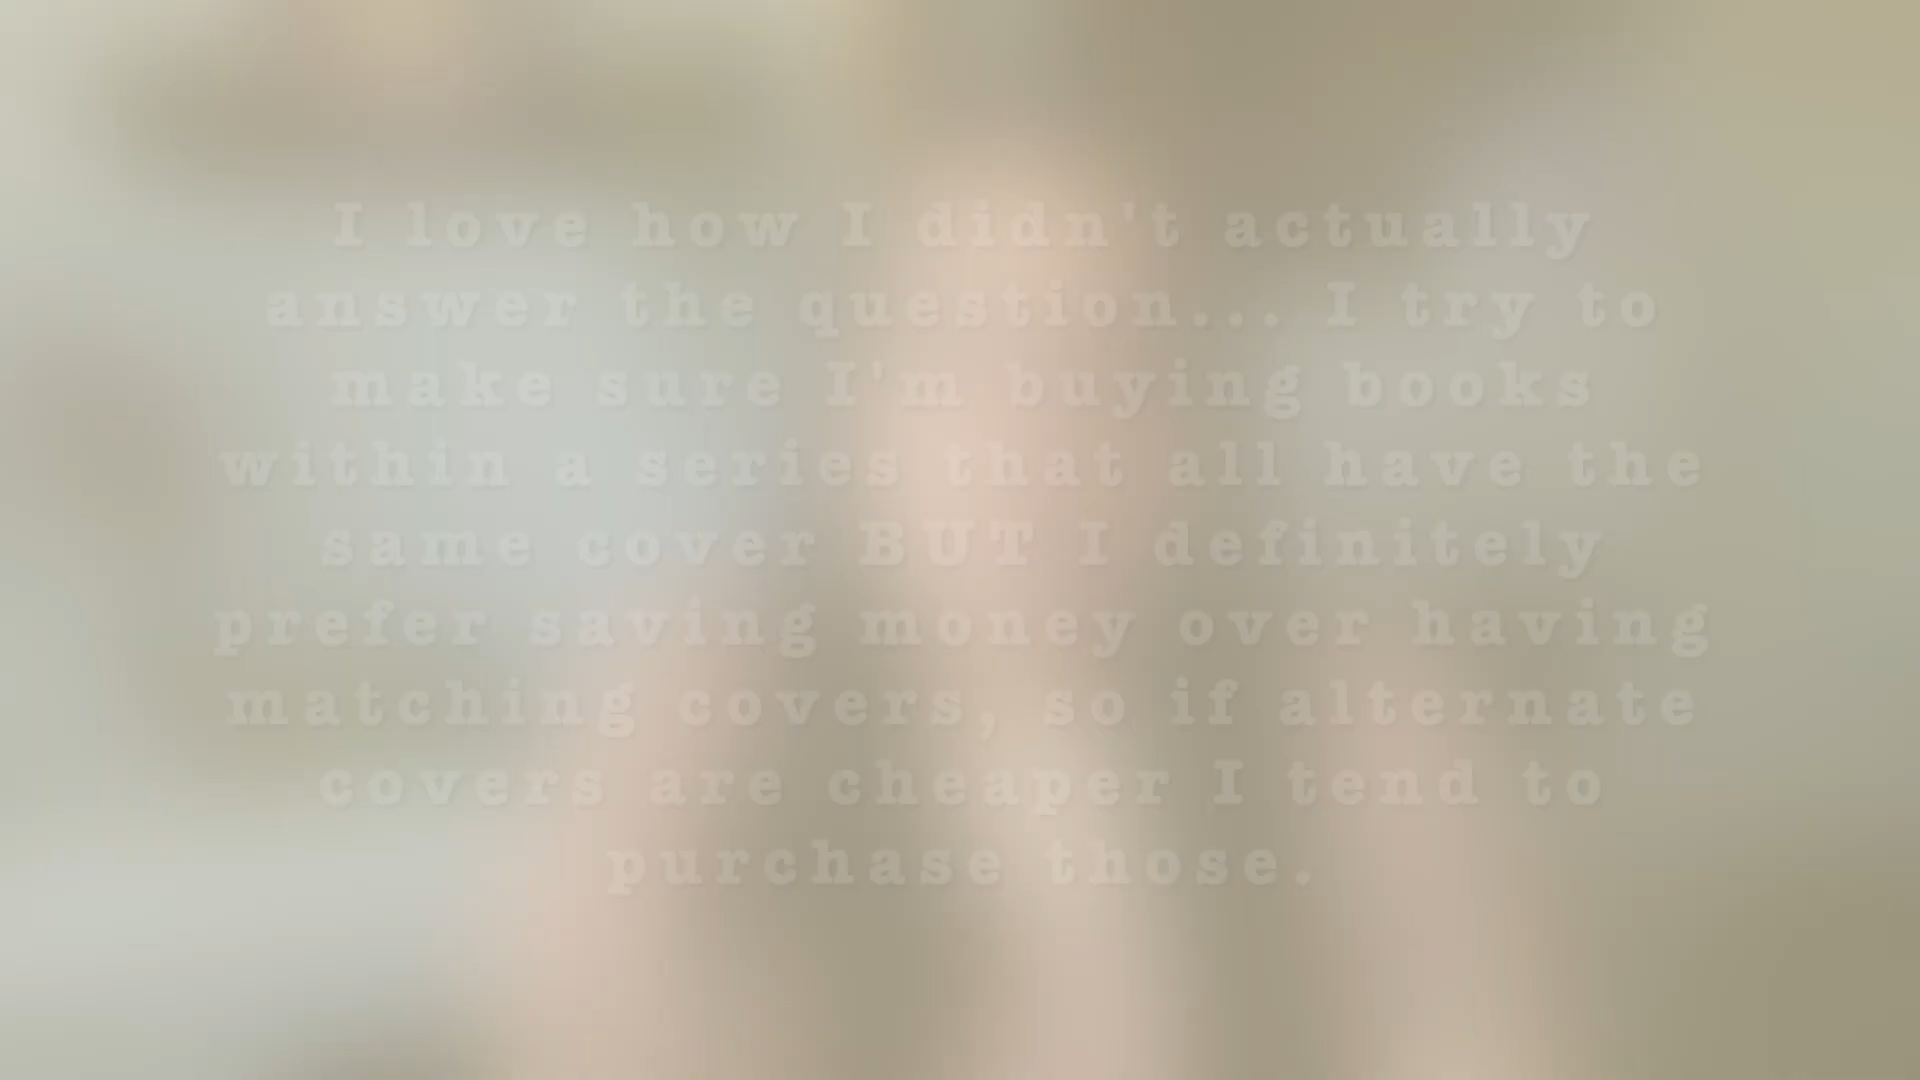 I love how I didn't actually
answer the question... I try to
make sure I'm buying books
within a series that all have the
same cover BUT I definitely
prefer saving money over having
matching covers, so if alternate
covers are cheaper I tend to
purchase those.